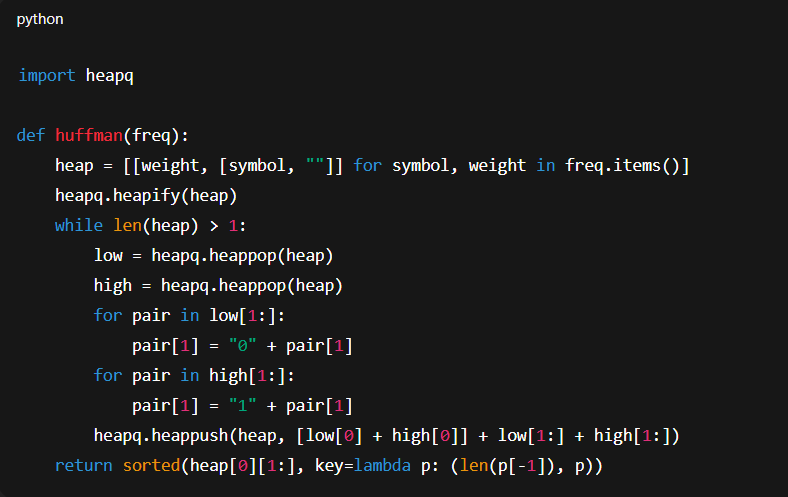 python
import heapq
def huffman(freq):
    heap = [[weight, [symbol, ""]] for symbol, weight in freq.items()]
    heapq.heapify(heap)
    while len(heap) > 1:
        low = heapq.heappop(heap)
        high = heapq.heappop(heap)
        for pair in low[1:]:
            pair[1] = "0" + pair[1]
        for pair in high[1:]:
            pair[1] = "1" + pair[1]
        heapq.heappush(heap, [low[0] + high[0]] + low[1:] + high[1:])
    return sorted(heap[0][1:], key=lambda p: (len(p[-1]), p))